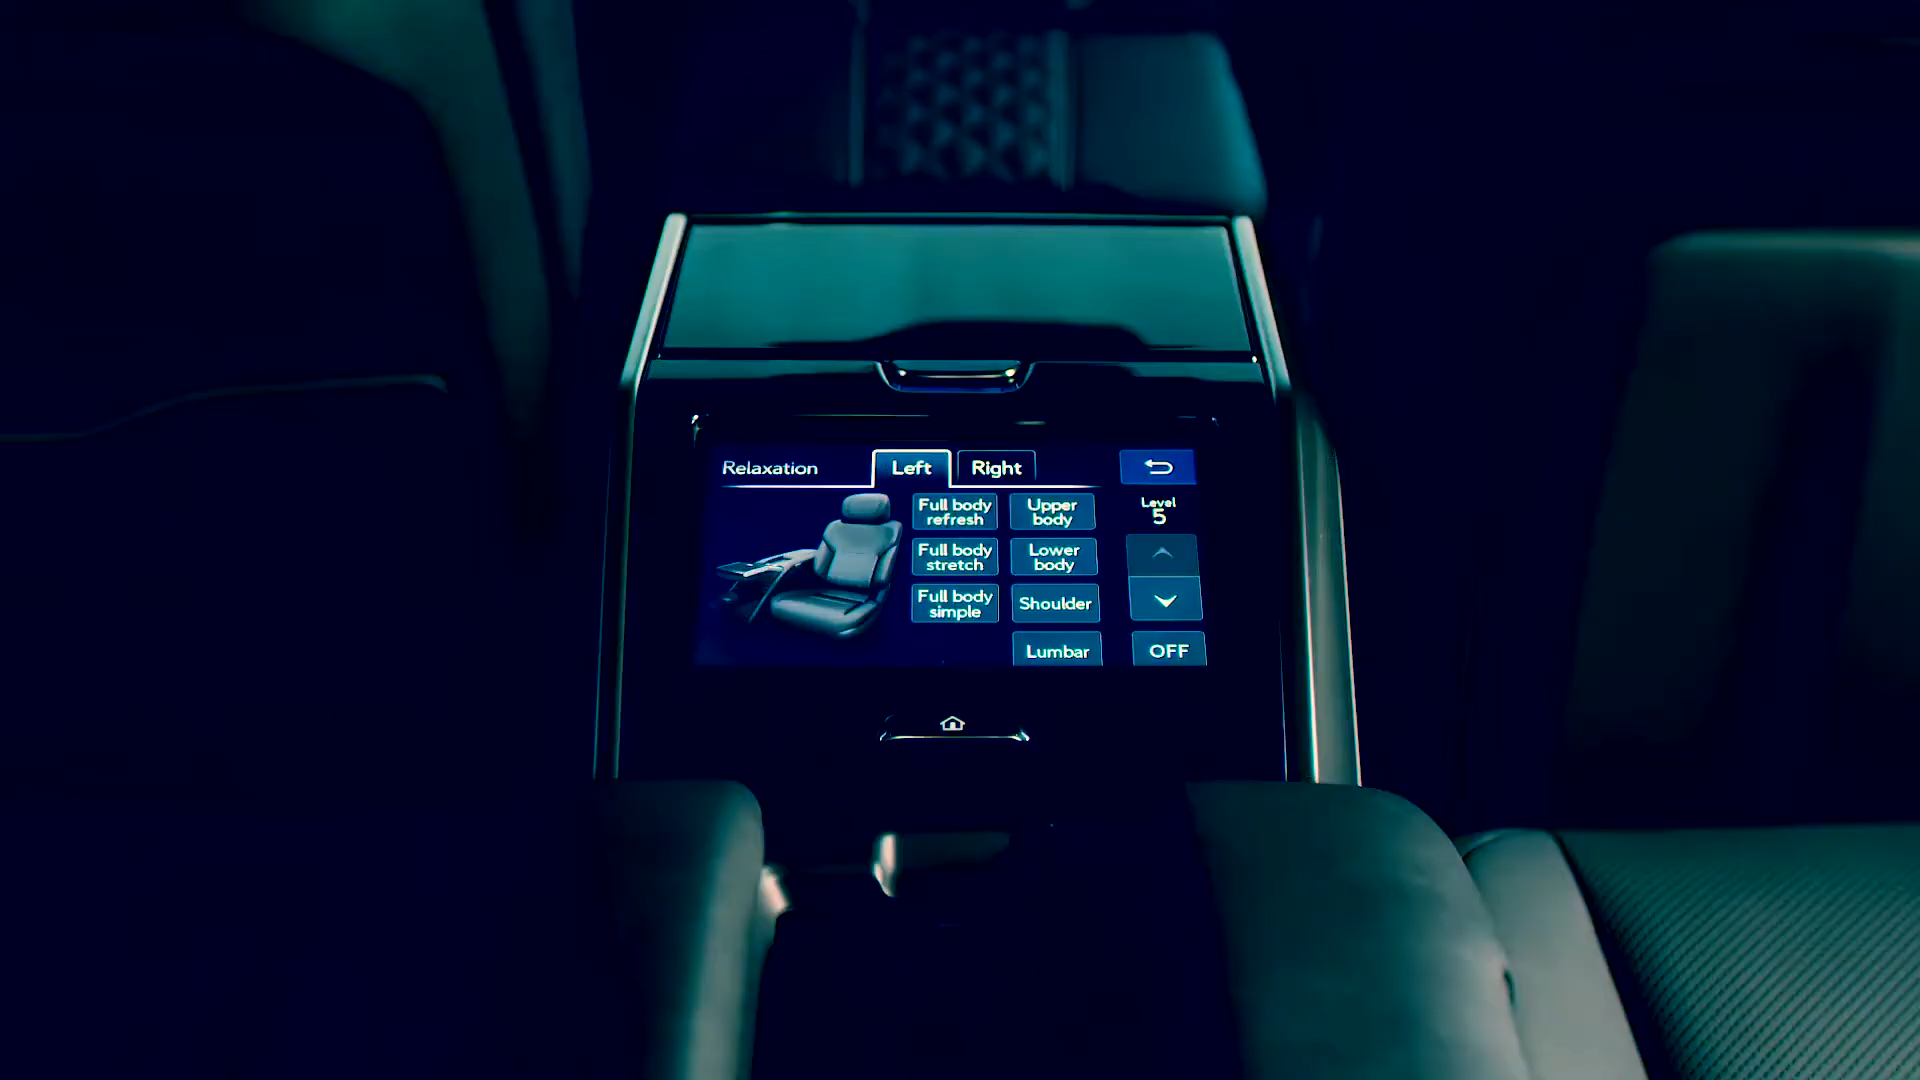 Relaxation
Left
Right
Full body
refresh
Upper
body
Level
5
Full body
stretch
Lower
body
Full body
simple
Shoulder
Lumbar
OFF